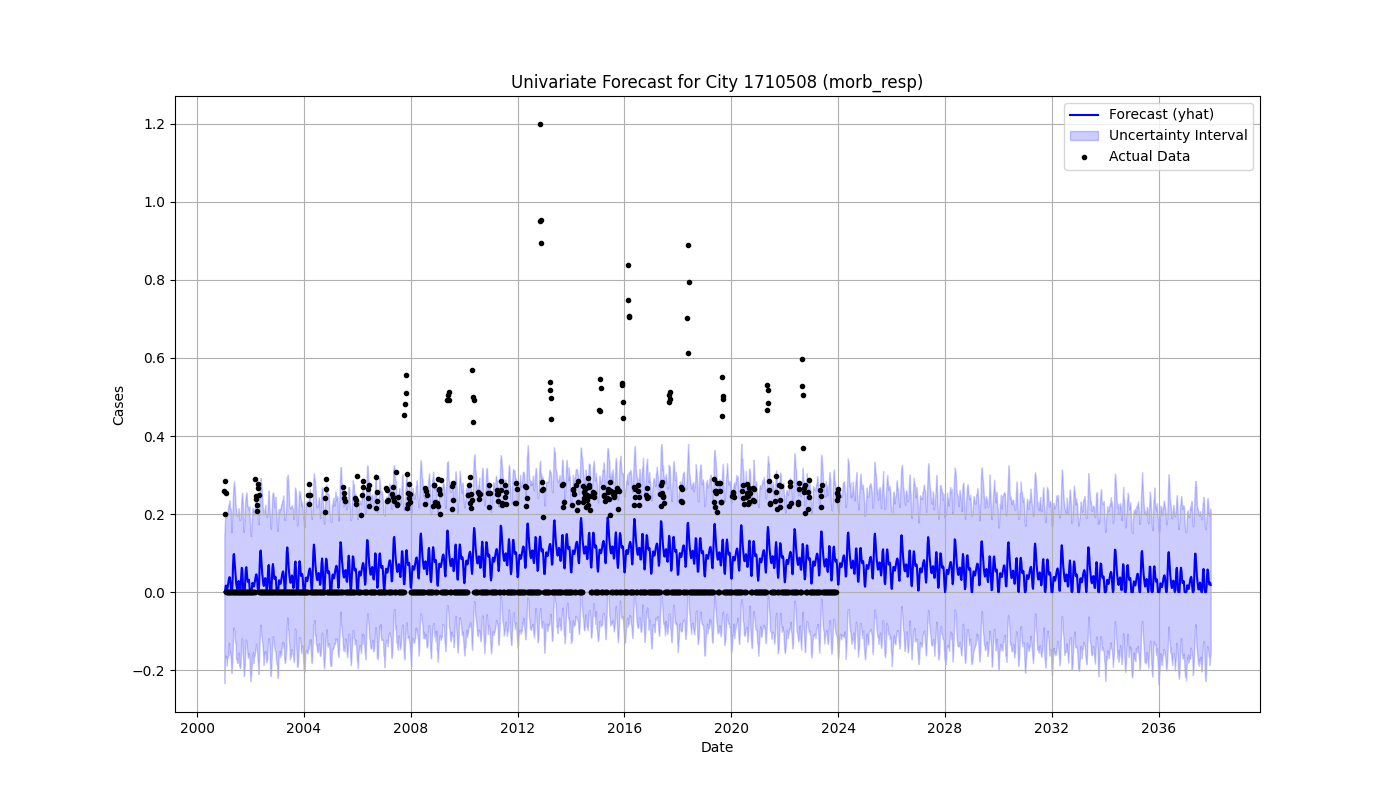 Univariate Forecast for City 1710508 (morb_resp)
Forecast (yhat)
Uncertainty Interval
Actual Data
Cases
1.2
1.0
0.8
0.6
0.4
0.2
0.0
−0.2
2000 2004 2008 2012 2016 2020 2024 2028 2032 2036
Date